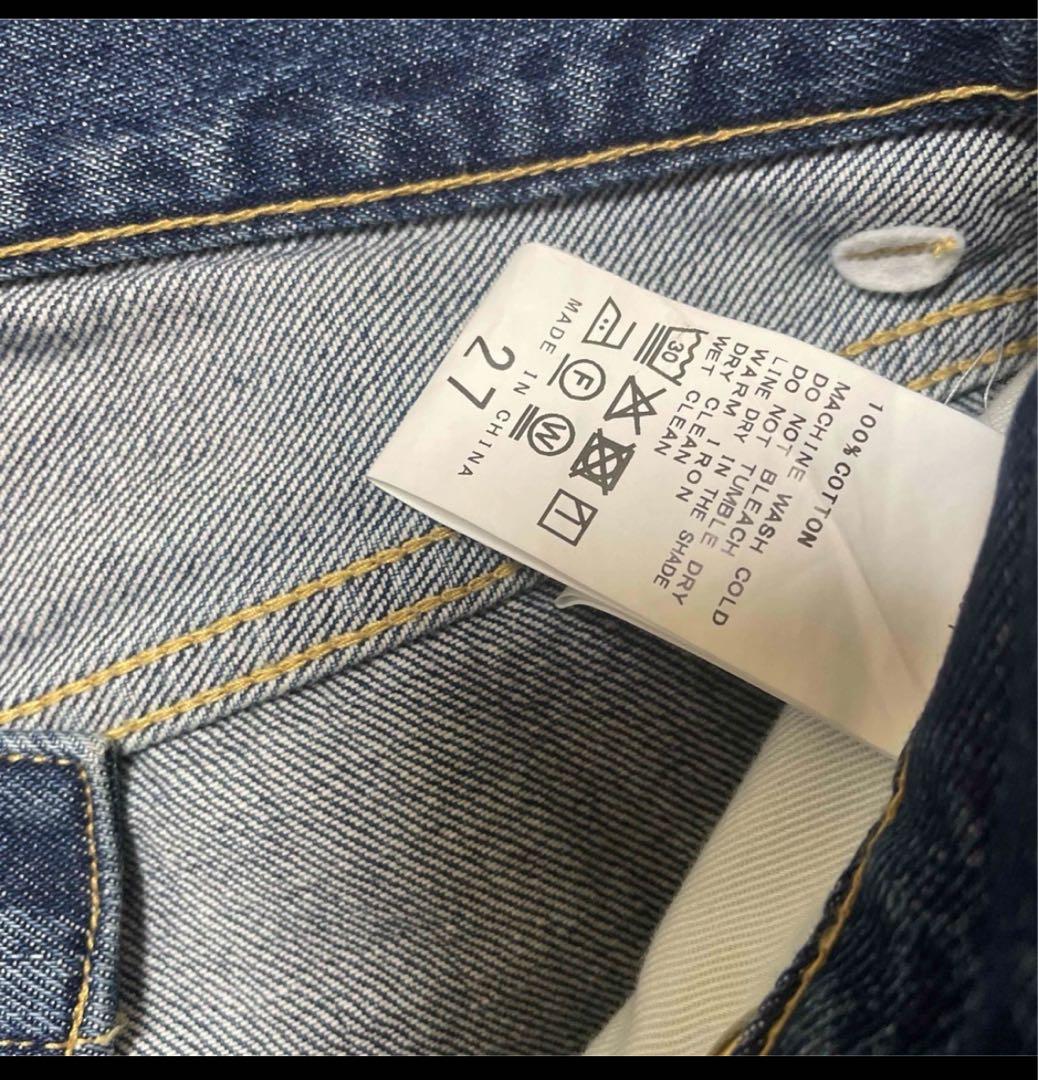 100% COTTON
MACHINE WASH COLD
DO NOT BLEACH
DO NOT TUMBLE DRY
LINE DRY IN THE SHADE
WARM IRON
DRY CLEAN
WET CLEAN
30
F
W
MADE IN CHINA
27